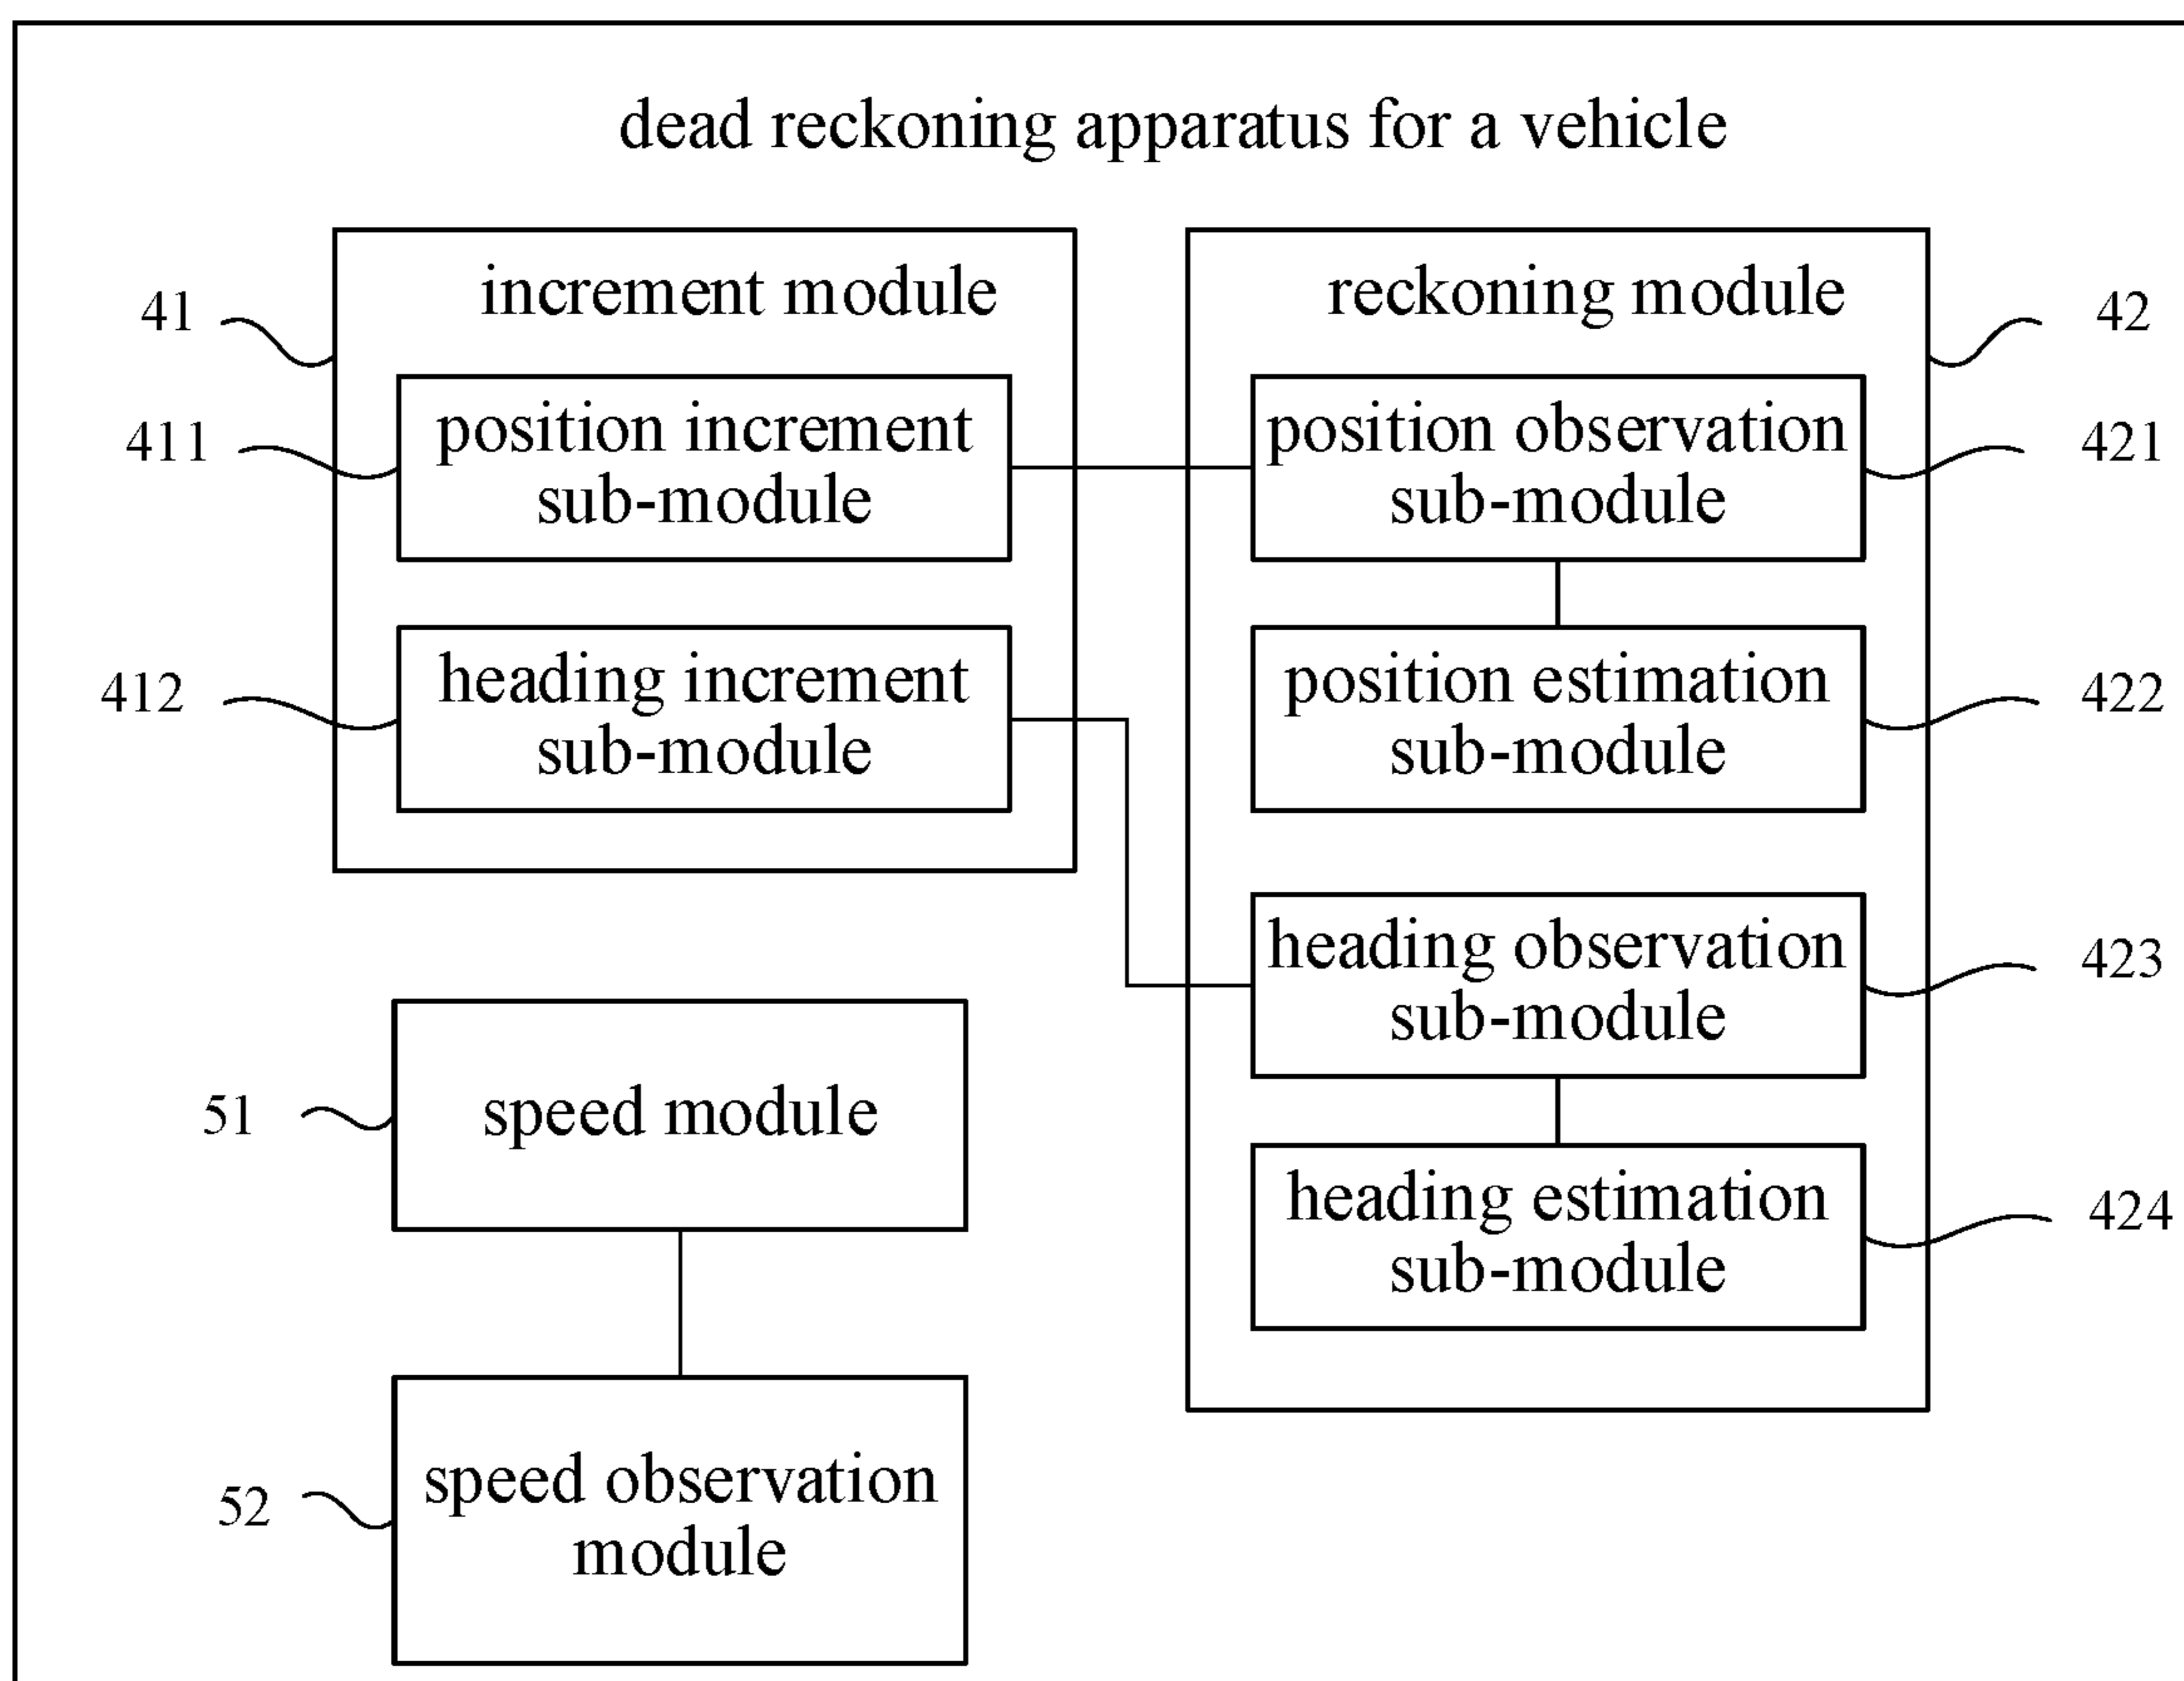 dead reckoning apparatus for a vehicle
increment module
41
position increment
sub-module
411
heading increment
sub-module
412
reckoning module
42
position observation
sub-module
421
position estimation
sub-module
422
heading observation
sub-module
423
heading estimation
sub-module
424
speed module
51
speed observation
module
52